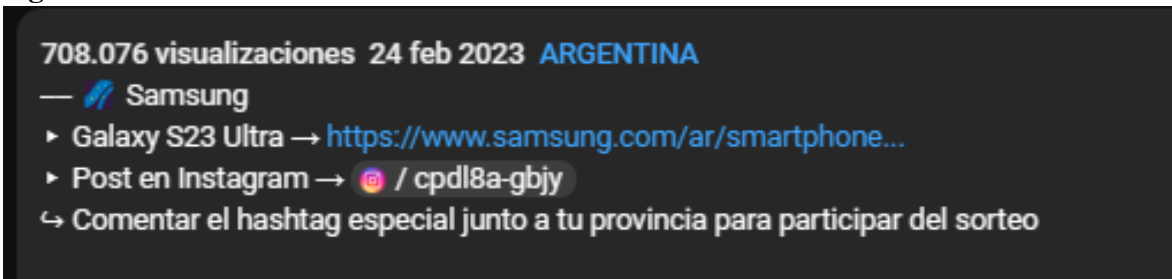 708.076 visualizaciones 24 feb 2023 ARGENTINA
— 🌌 Samsung
‣ Galaxy S23 Ultra → https://www.samsung.com/ar/smartphone...
‣ Post en Instagram → / cpdl8a-gbjy
↪ Comentar el hashtag especial junto a tu provincia para participar del sorteo